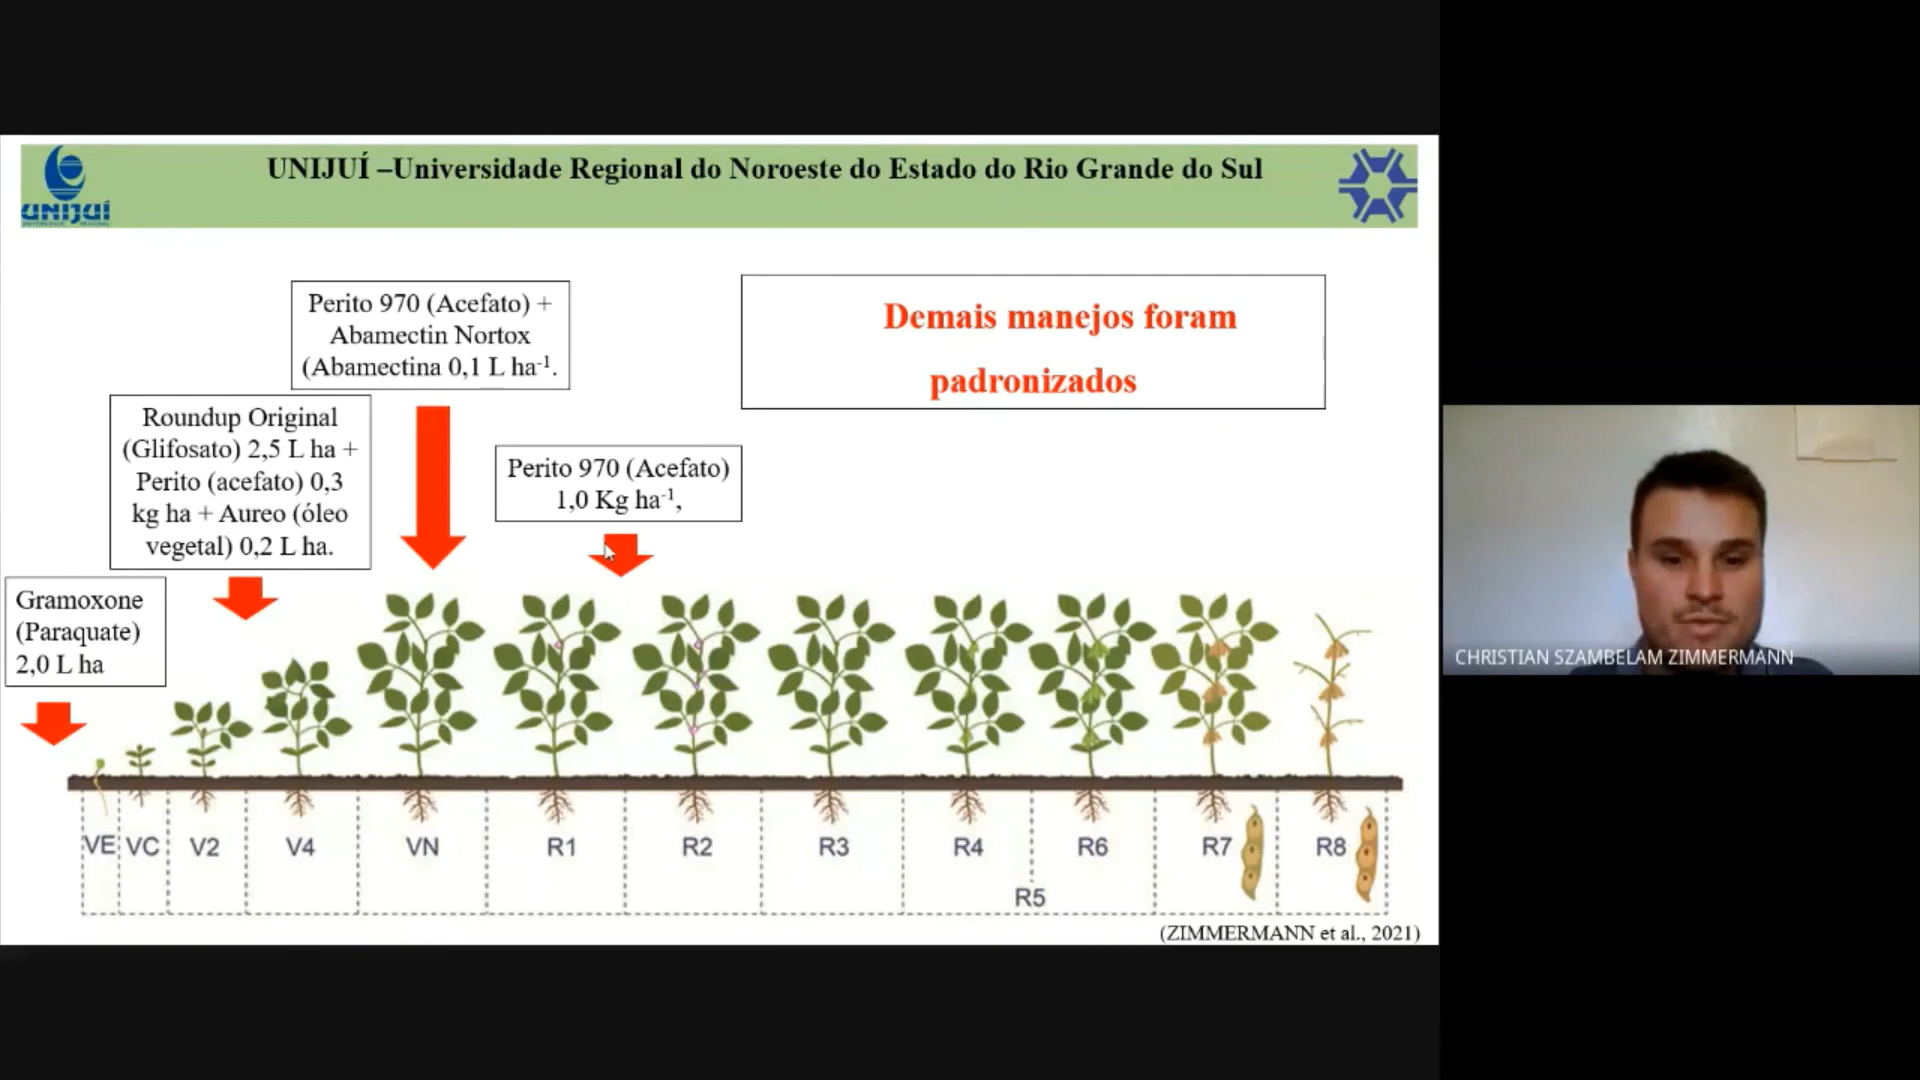 UNIJUÍ –Universidade Regional do Noroeste do Estado do Rio Grande do Sul
UNIJUÍ
Perito 970 (Acefato) +
Abamectin Nortox
(Abamectina 0,1 L ha-1.
Demais manejos foram
padronizados
Roundup Original
(Glifosato) 2,5 L ha +
Perito (acefato) 0,3
kg ha + Aureo (óleo
vegetal) 0,2 L ha.
Perito 970 (Acefato)
1,0 Kg ha-1,
Gramoxone
(Paraquate)
2,0 L ha
CHRISTIAN SZAMBELAM ZIMMERMANN
VE VC V2 V4 VN R1 R2 R3 R4 R6 R7 R8
R5
(ZIMMERMANN et al., 2021)